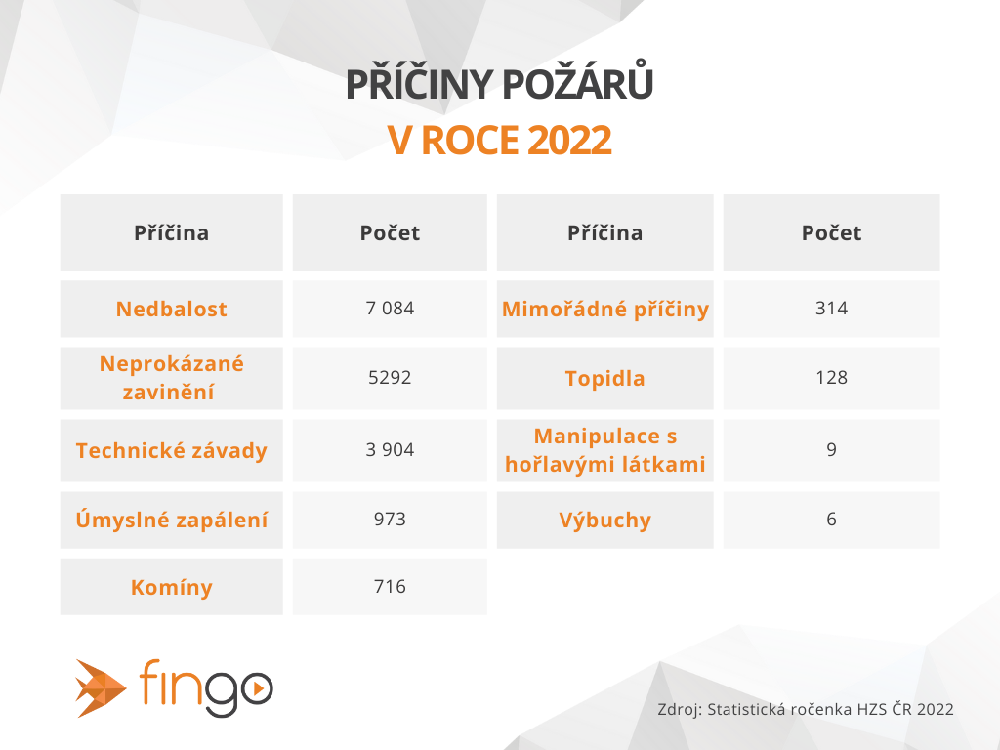 PŘÍČINY POŽÁRŮ
V ROCE 2022
Příčina Počet Příčina Počet
Nedbalost 7 084 Mimořádné příčiny 314
Neprokázané
zavinění 5292 Topidla 128
Technické závady 3 904 Manipulace s
hořlavými látkami 9
Úmyslné zapálení 973 Výbuchy 6
Komíny 716
fingo
Zdroj: Statistická ročenka HZS ČR 2022